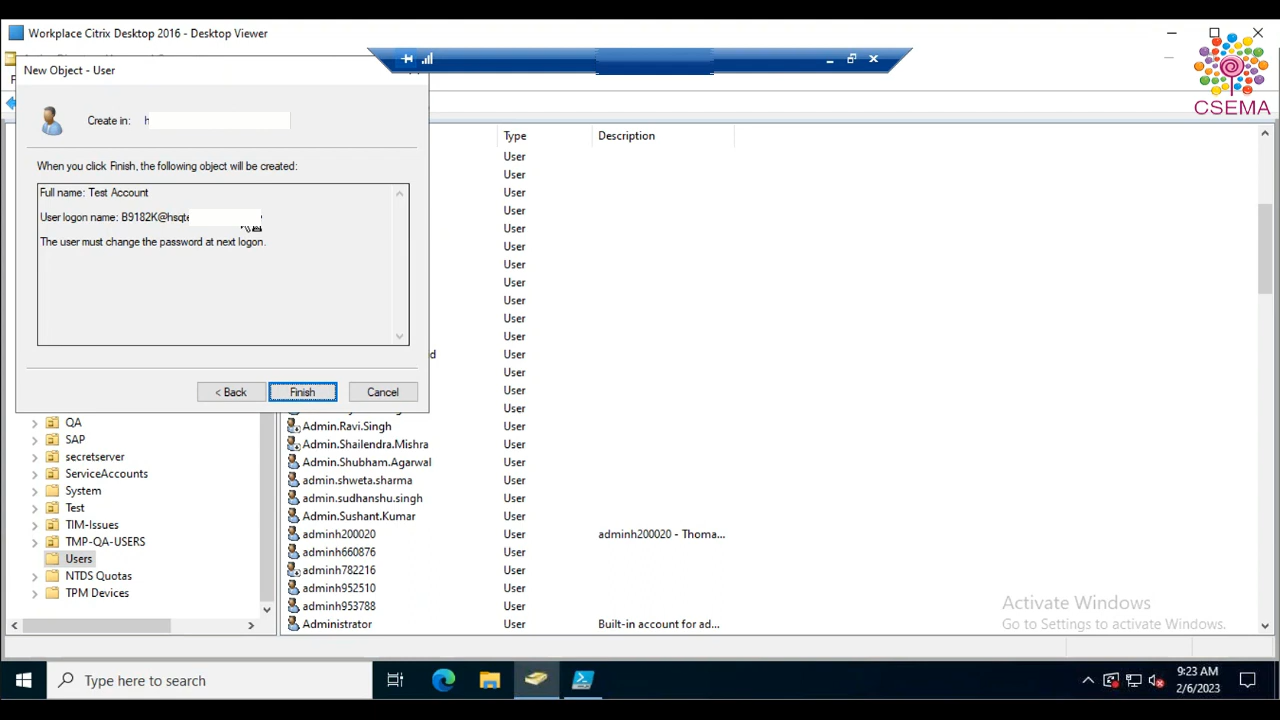 Workplace Citrix Desktop 2016 - Desktop Viewer
CSEMA
New Object - User
Create in: h
When you click Finish, the following object will be created:
Full name: Test Account
User logon name: B9182K@hsqte
The user must change the password at next logon.
< Back
Finish
Cancel
Type
Description
User
User
User
User
User
User
User
User
User
User
User
d
User
User
User
User
Admin.Ravi.Singh
User
Admin.Shailendra.Mishra
User
Admin.Shubham.Agarwal
User
admin.shweta.sharma
User
admin.sudhanshu.singh
User
Admin.Sushant.Kumar
User
adminh200020
User
adminh200020 - Thoma...
adminh660876
User
adminh782216
User
adminh952510
User
adminh953788
User
Administrator
User
Built-in account for ad...
QA
SAP
secretserver
ServiceAccounts
System
Test
TIM-Issues
TMP-QA-USERS
Users
NTDS Quotas
TPM Devices
Activate Windows
Go to Settings to activate Windows.
Type here to search
9:23 AM
2/6/2023